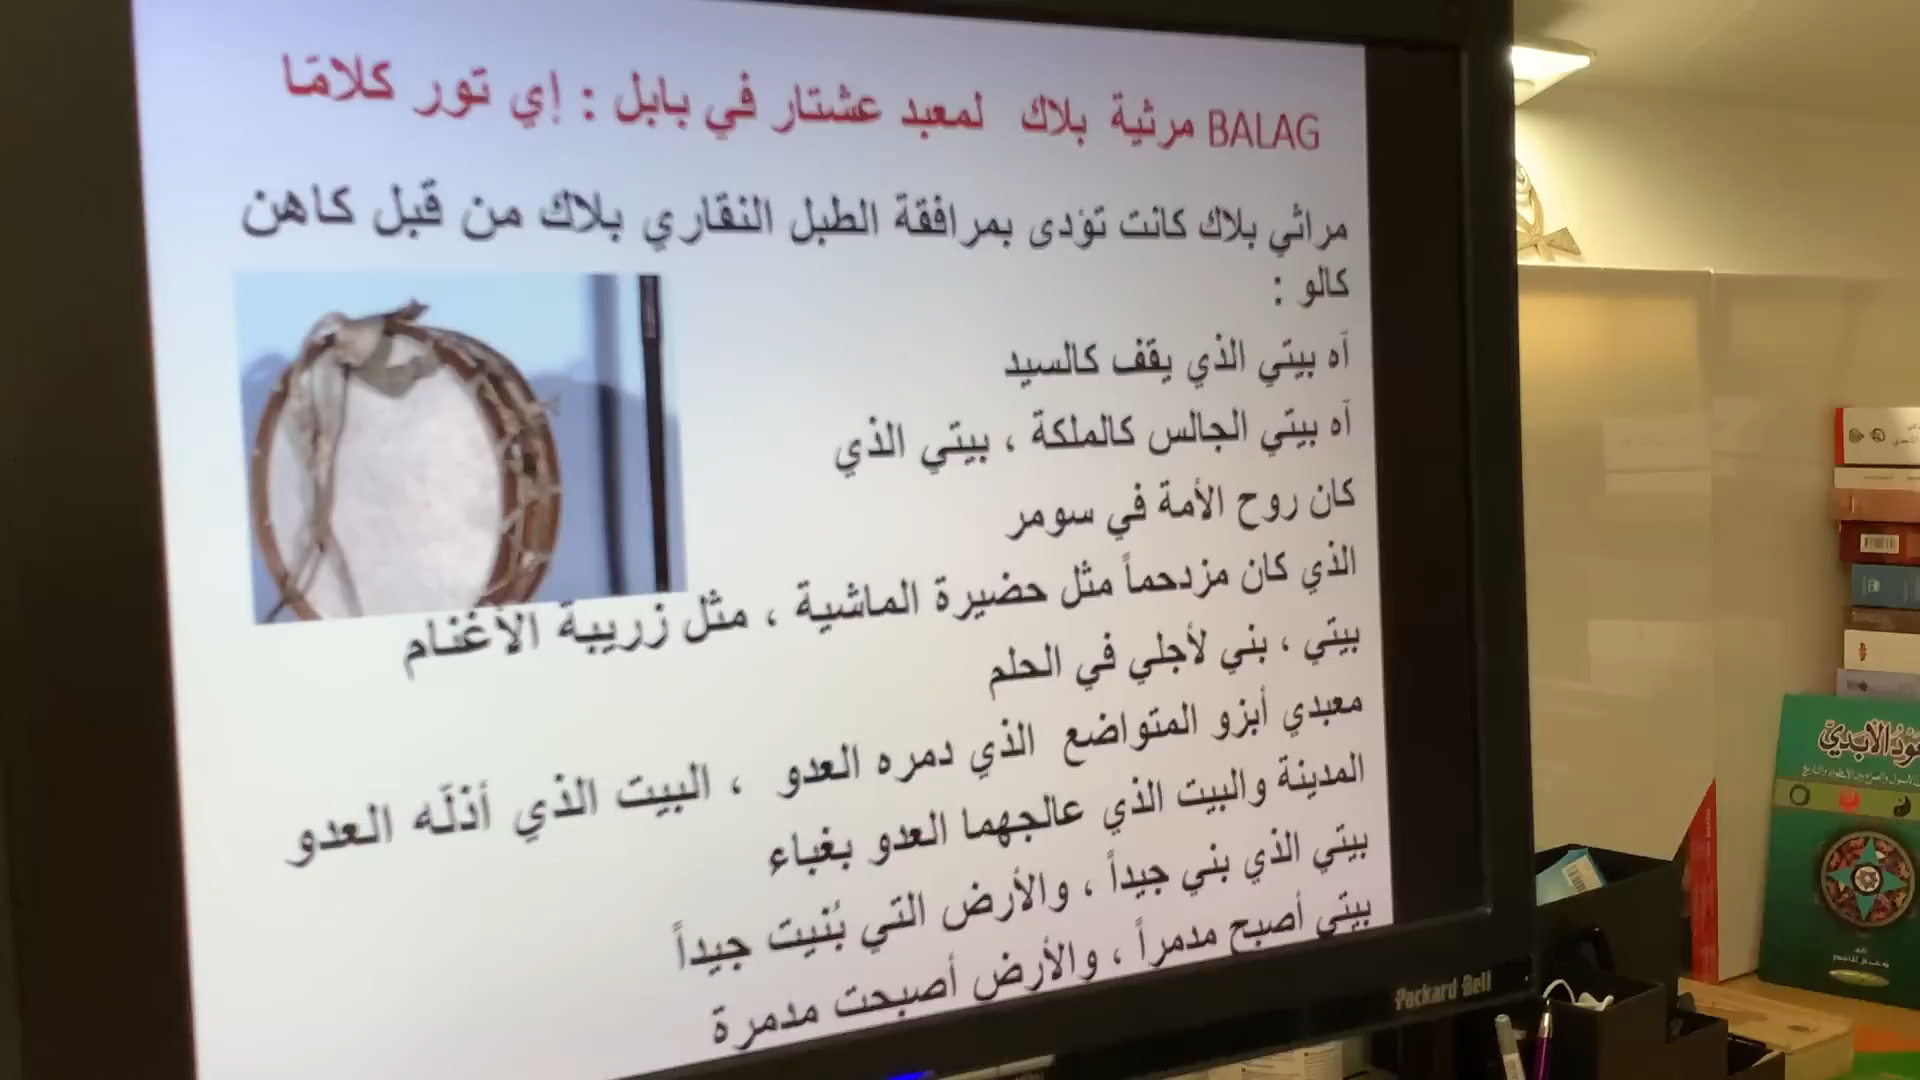 BALAG مرثية بلاك لمعبد عشتار في بابل : إي تور كلامّا
مراثي بلاك كانت تؤدى بمرافقة الطبل النقاري بلاك من قبل كاهن
كالو :
آه بيتي الذي يقف كالسيد
آه بيتي الجالس كالملكة ، بيتي الذي
كان روح الأمة في سومر
الذي كان مزدحماً مثل حضيرة الماشية ، مثل زريبة الأغنام
بيتي ، بني لأجلي في الحلم
معبدي أبزو المتواضع الذي دمره العدو ، البيت الذي أذلّه العدو
المدينة والبيت الذي عالجهما العدو بغباء
بيتي الذي بني جيداً ، والأرض التي بُنيت جيداً
بيتي أصبح مدمراً ، والأرض أصبحت مدمرة
Packard Bell